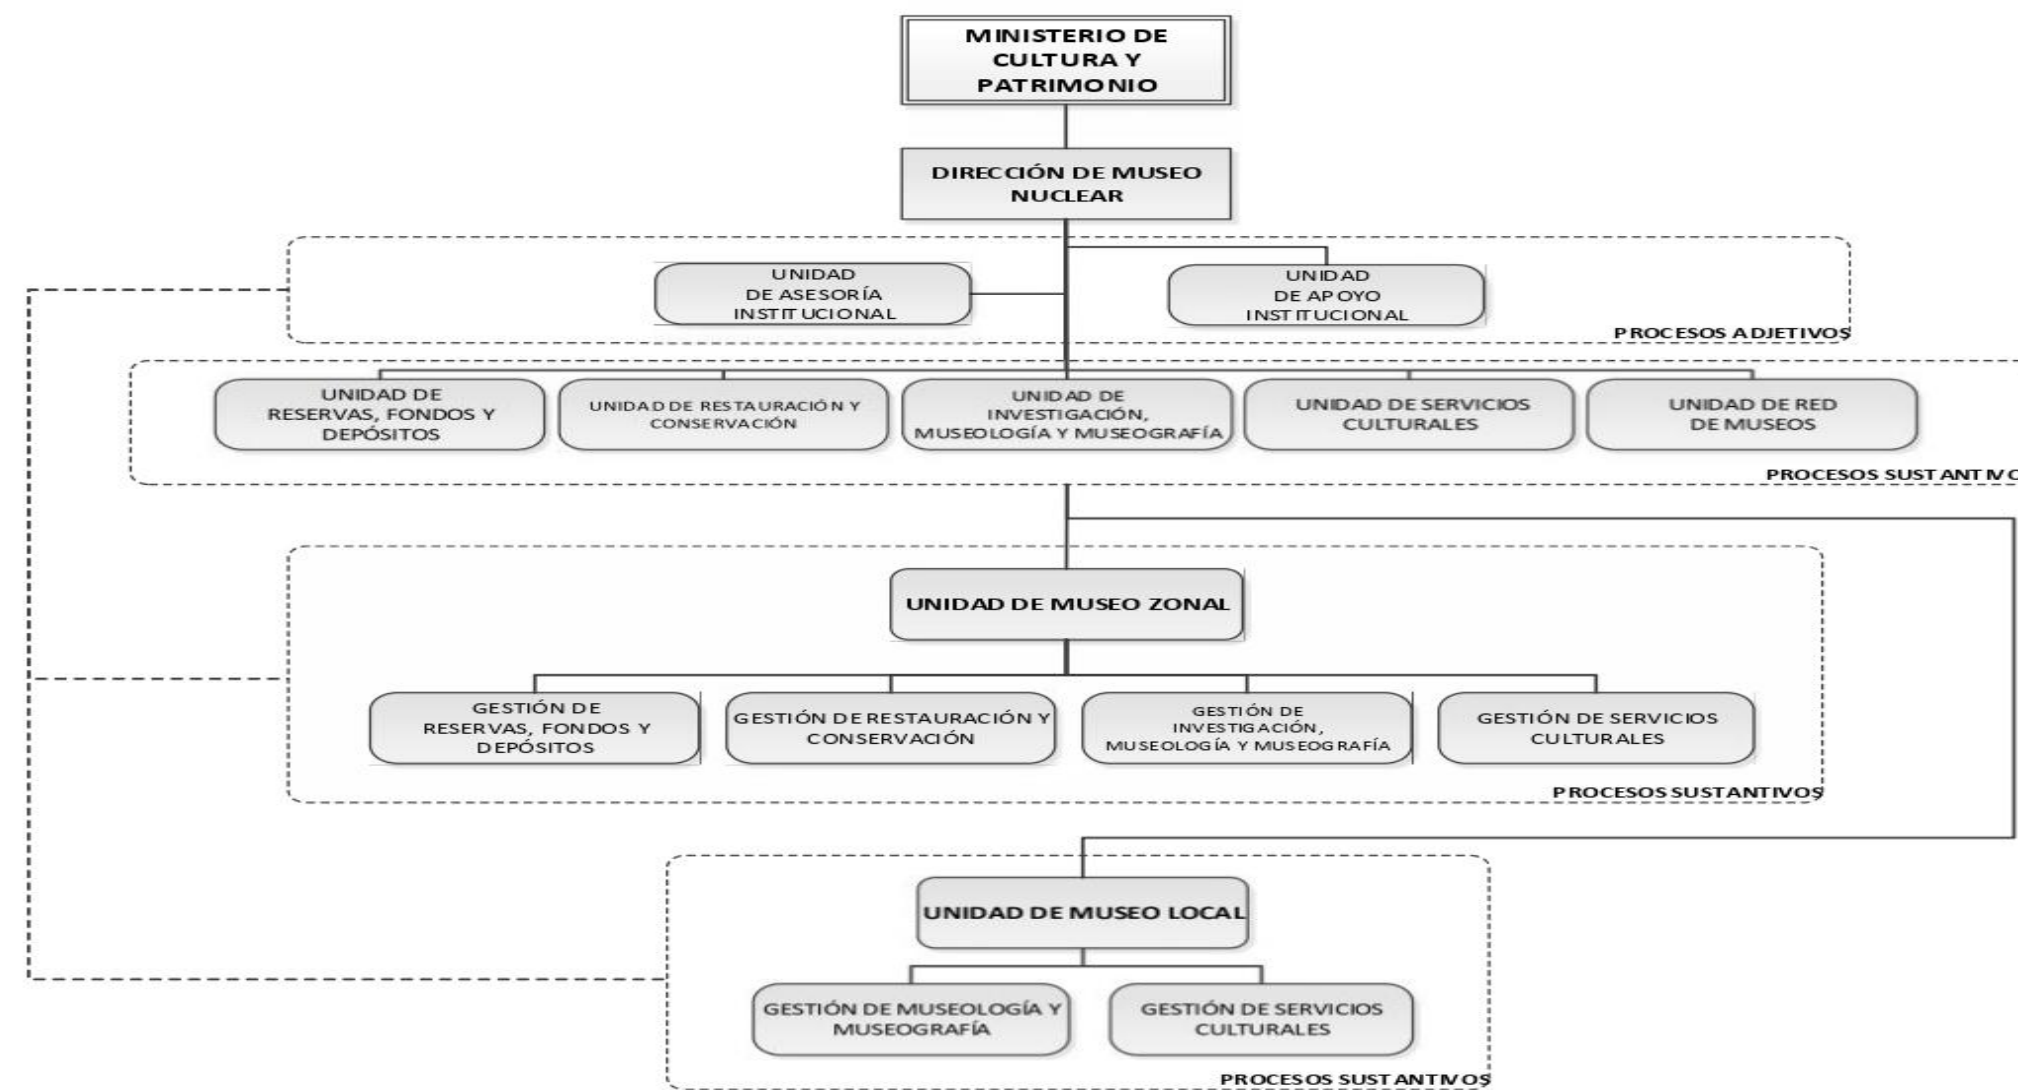 MINISTERIO DE
CULTURA Y
PATRIMONIO
DIRECCIÓN DE MUSEO
NUCLEAR
UNIDAD
DE ASESORÍA
INSTITUCIONAL
UNIDAD
DE APOYO
INSTITUCIONAL
PROCESOS ADJETIVOS
UNIDAD DE
RESERVAS, FONDOS Y
DEPÓSITOS
UNIDAD DE RESTAURACIÓN Y
CONSERVACIÓN
UNIDAD DE
INVESTIGACIÓN,
MUSEOLOGÍA Y MUSEOGRAFÍA
UNIDAD DE SERVICIOS
CULTURALES
UNIDAD DE RED
DE MUSEOS
PROCESOS SUSTANTIVO
UNIDAD DE MUSEO ZONAL
GESTIÓN DE
RESERVAS, FONDOS Y
DEPÓSITOS
GESTIÓN DE RESTAURACIÓN Y
CONSERVACIÓN
GESTIÓN DE
INVESTIGACIÓN,
MUSEOLOGÍA Y MUSEOGRAFÍA
GESTIÓN DE SERVICIOS
CULTURALES
PROCESOS SUSTANTIVOS
UNIDAD DE MUSEO LOCAL
GESTIÓN DE MUSEOLOGÍA Y
MUSEOGRAFÍA
GESTIÓN DE SERVICIOS
CULTURALES
PROCESOS SUSTANTIVOS